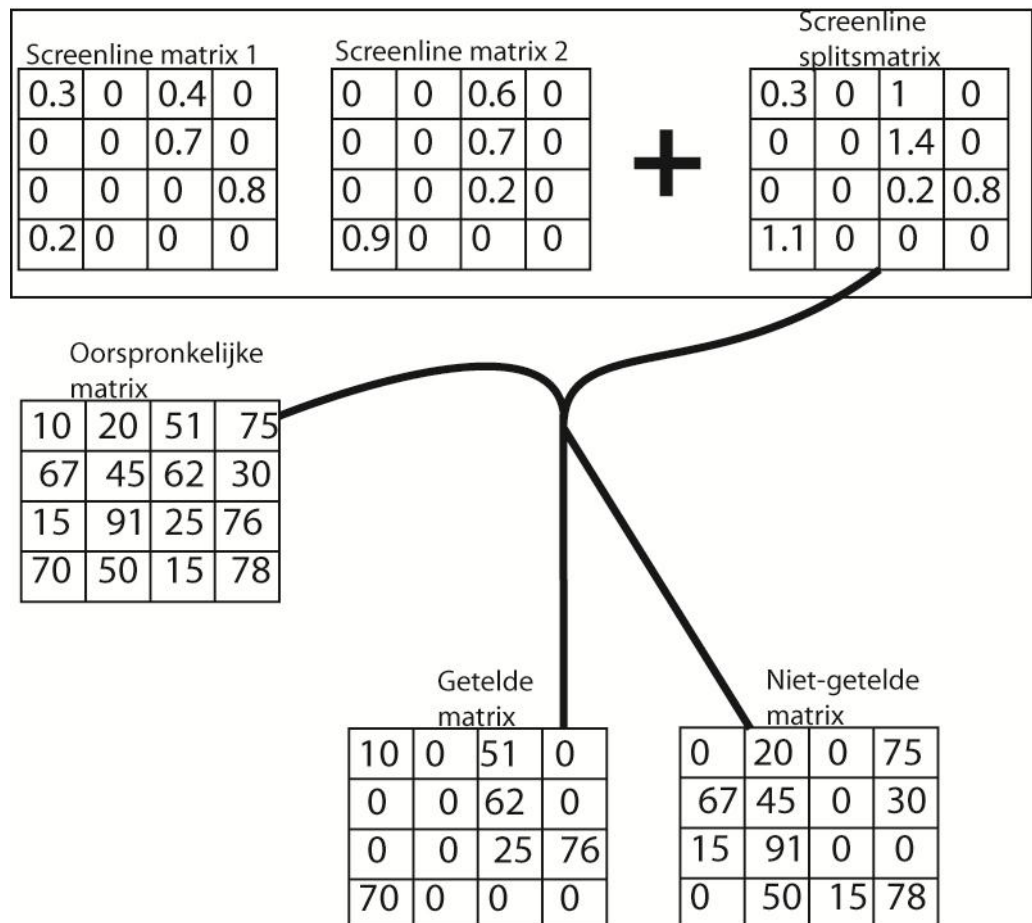 Screenline matrix 1
0.3 0 0.4 0
0 0 0.7 0
0 0 0 0.8
0.2 0 0 0
Screenline matrix 2
0 0 0.6 0
0 0 0.7 0
0 0 0.2 0
0.9 0 0 0
+
Screenline
splitsmatrix
0.3 0 1 0
0 0 1.4 0
0 0 0.2 0.8
1.1 0 0 0
Oorspronkelijke
matrix
10 20 51 75
67 45 62 30
15 91 25 76
70 50 15 78
Getelde
matrix
10 0 51 0
0 0 62 0
0 0 25 76
70 0 0 0
Niet-getelde
matrix
0 20 0 75
67 45 0 30
15 91 0 0
0 50 15 78